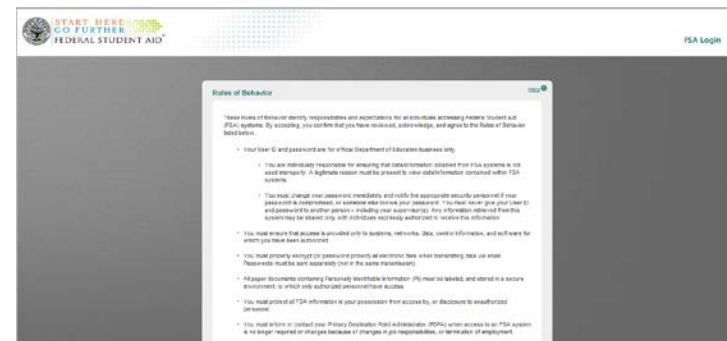 START HERE
GO FURTHER
FEDERAL STUDENT AID
FSA Login
Rules of Behavior
Help
These Rules of Behavior identify responsibilities and expectations for all individuals accessing Federal Student Aid
(FSA) systems. By accepting, you confirm that you have reviewed, acknowledge, and agree to the Rules of Behavior
listed below.
• Your User ID and password are for official Department of Education business only.
• You are individually responsible for ensuring that data/information obtained from FSA systems is not
used improperly. A legitimate reason must be present to view data/information contained within FSA
systems.
• You must change your password immediately and notify the appropriate security personnel if your
password is compromised, or someone else knows your password. You must never give your User ID
and password to another person – including your supervisor(s). Any information retrieved from this
system may be shared only with individuals expressly authorized to receive this information.
• You must ensure that access is provided only to systems, networks, data, control information, and software for
which you have been authorized.
• You must properly encrypt (or password protect) all electronic files when transmitting data via email.
Passwords must be sent separately (not in the same transmission).
• All paper documents containing Personally Identifiable Information (PII) must be labeled, and stored in a secure
environment, to which only authorized personnel have access.
• You must protect all FSA information in your possession from access by, or disclosure to unauthorized
personnel.
• You must inform or contact your Primary Destination Point Administrator (PDPA) when access to an FSA system
is no longer required or changes because of changes in job responsibilities, or termination of employment.